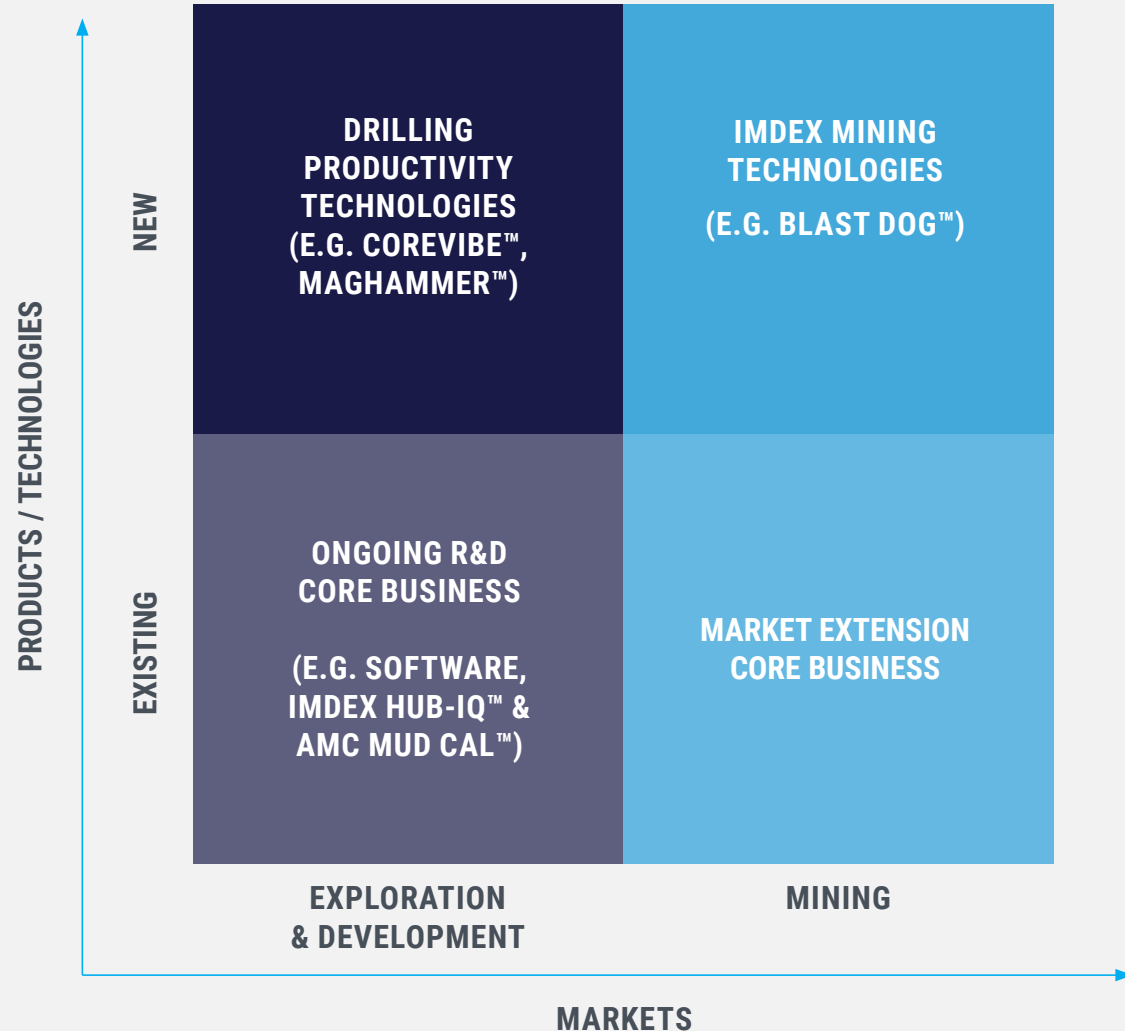 PRODUCTS / TECHNOLOGIES
NEW
DRILLING
PRODUCTIVITY
TECHNOLOGIES
(E.G. COREVIBE™,
MAGHAMMER™)
IMDEX MINING
TECHNOLOGIES
(E.G. BLAST DOG™)
EXISTING
ONGOING R&D
CORE BUSINESS
(E.G. SOFTWARE,
IMDEX HUB-IQ™ &
AMC MUD CAL™)
MARKET EXTENSION
CORE BUSINESS
EXPLORATION
& DEVELOPMENT
MINING
MARKETS